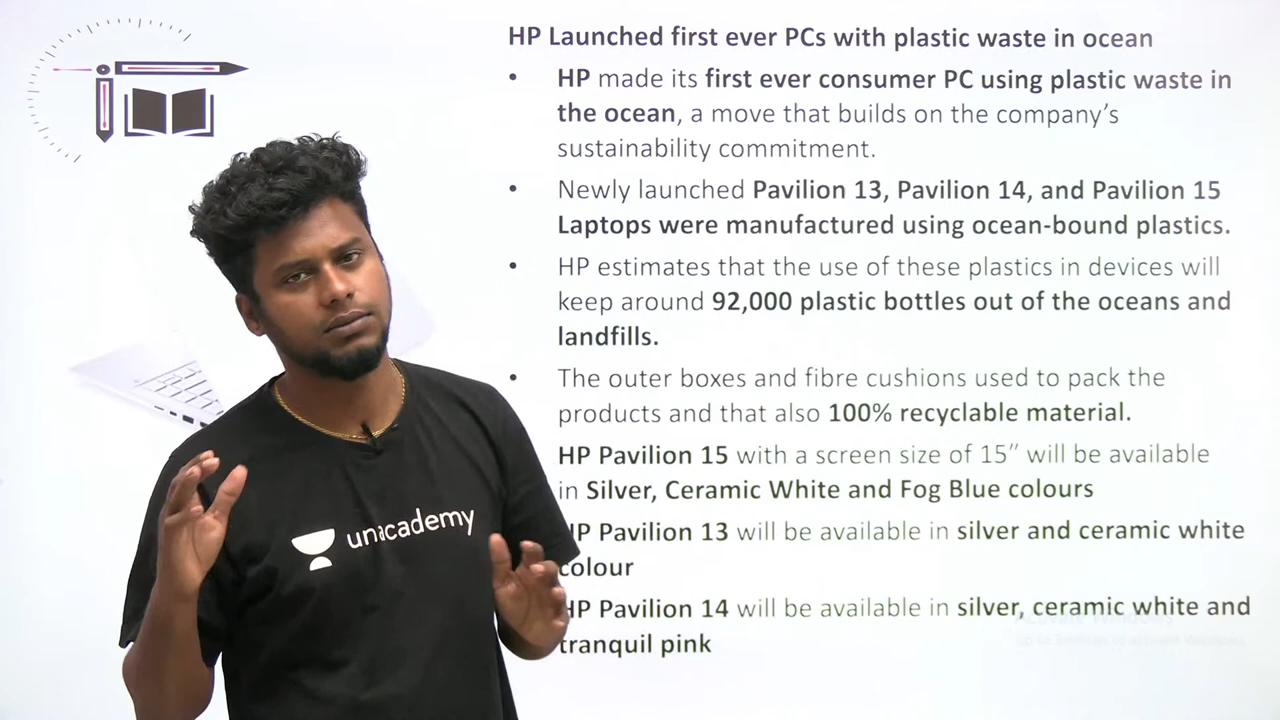 HP Launched first ever PCs with plastic waste in ocean
• HP made its first ever consumer PC using plastic waste in
the ocean, a move that builds on the company’s
sustainability commitment.
• Newly launched Pavilion 13, Pavilion 14, and Pavilion 15
Laptops were manufactured using ocean-bound plastics.
• HP estimates that the use of these plastics in devices will
keep around 92,000 plastic bottles out of the oceans and
landfills.
• The outer boxes and fibre cushions used to pack the
products and that also 100% recyclable material.
HP Pavilion 15 with a screen size of 15” will be available
in Silver, Ceramic White and Fog Blue colours
HP Pavilion 13 will be available in silver and ceramic white
colour
HP Pavilion 14 will be available in silver, ceramic white and
tranquil pink
Activate Windows
unacademy